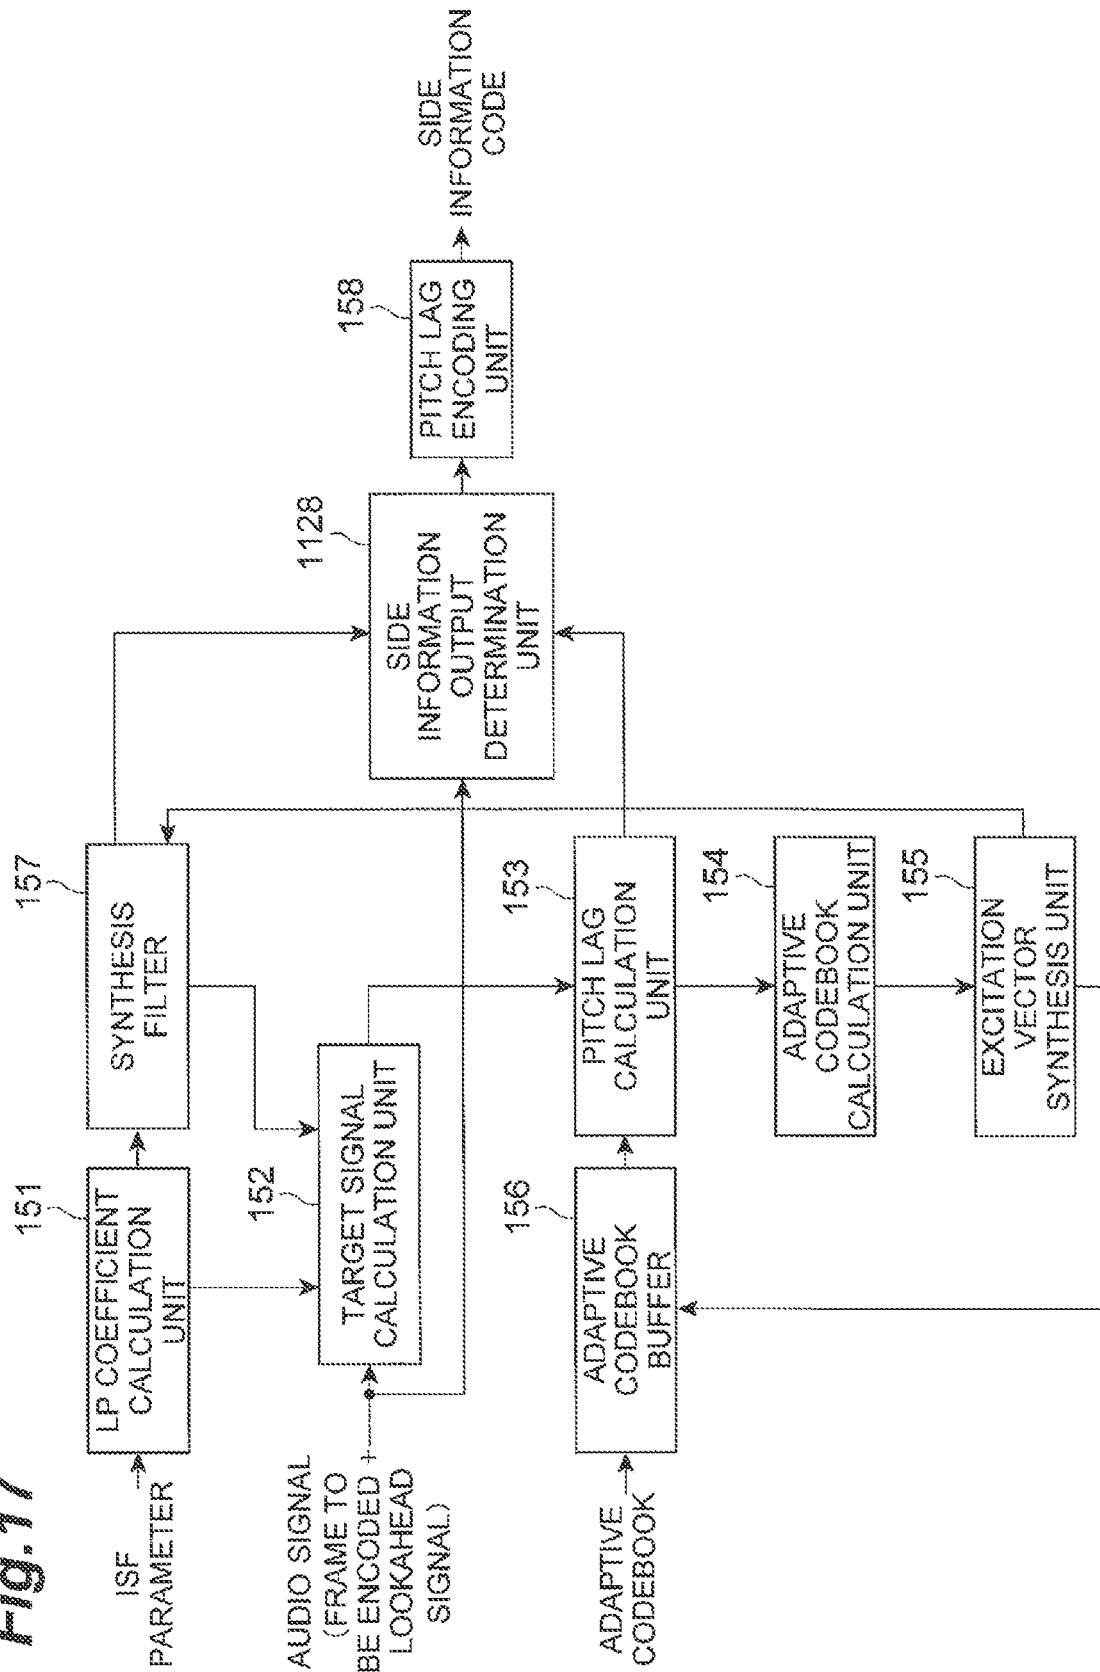 Fig.17
ISF
PARAMETER
151
LP COEFFICIENT
CALCULATION
UNIT
157
SYNTHESIS
FILTER
AUDIO SIGNAL
(FRAME TO
BE ENCODED +
LOOKAHEAD
SIGNAL)
152
TARGET SIGNAL
CALCULATION UNIT
1128
SIDE
INFORMATION
OUTPUT
DETERMINATION
UNIT
158
PITCH LAG
ENCODING
UNIT
SIDE
INFORMATION
CODE
ADAPTIVE
CODEBOOK
156
ADAPTIVE
CODEBOOK
BUFFER
153
PITCH LAG
CALCULATION
UNIT
154
ADAPTIVE
CODEBOOK
CALCULATION UNIT
155
EXCITATION
VECTOR
SYNTHESIS UNIT